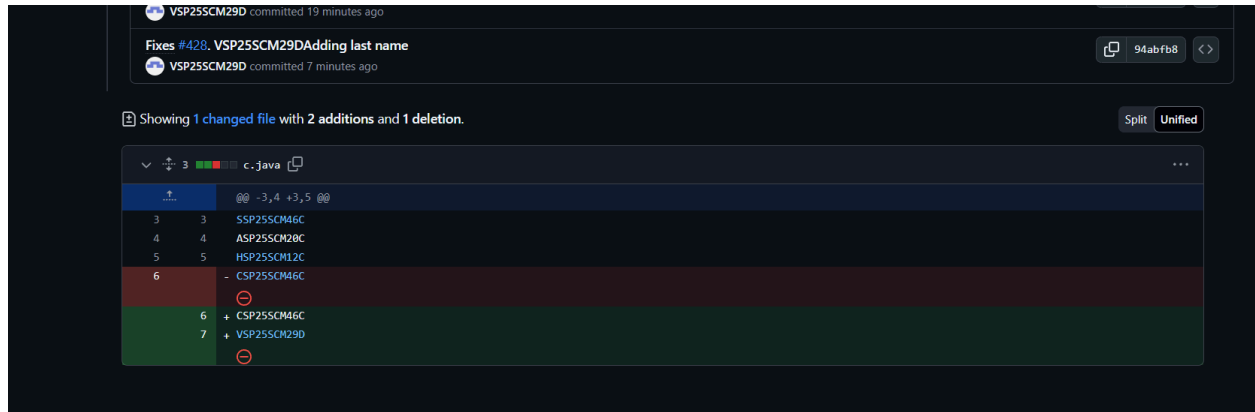 VSP25SCM29D committed 19 minutes ago
Fixes #428. VSP25SCM29DAdding last name
94abfb8
VSP25SCM29D committed 7 minutes ago
Showing 1 changed file with 2 additions and 1 deletion.
Split Unified
3 c.java
@@ -3,4 +3,5 @@
3 3 SSP25SCM46C
4 4 ASP25SCM20C
5 5 HSP25SCM12C
6 - CSP25SCM46C
6 + CSP25SCM46C
7 + VSP25SCM29D